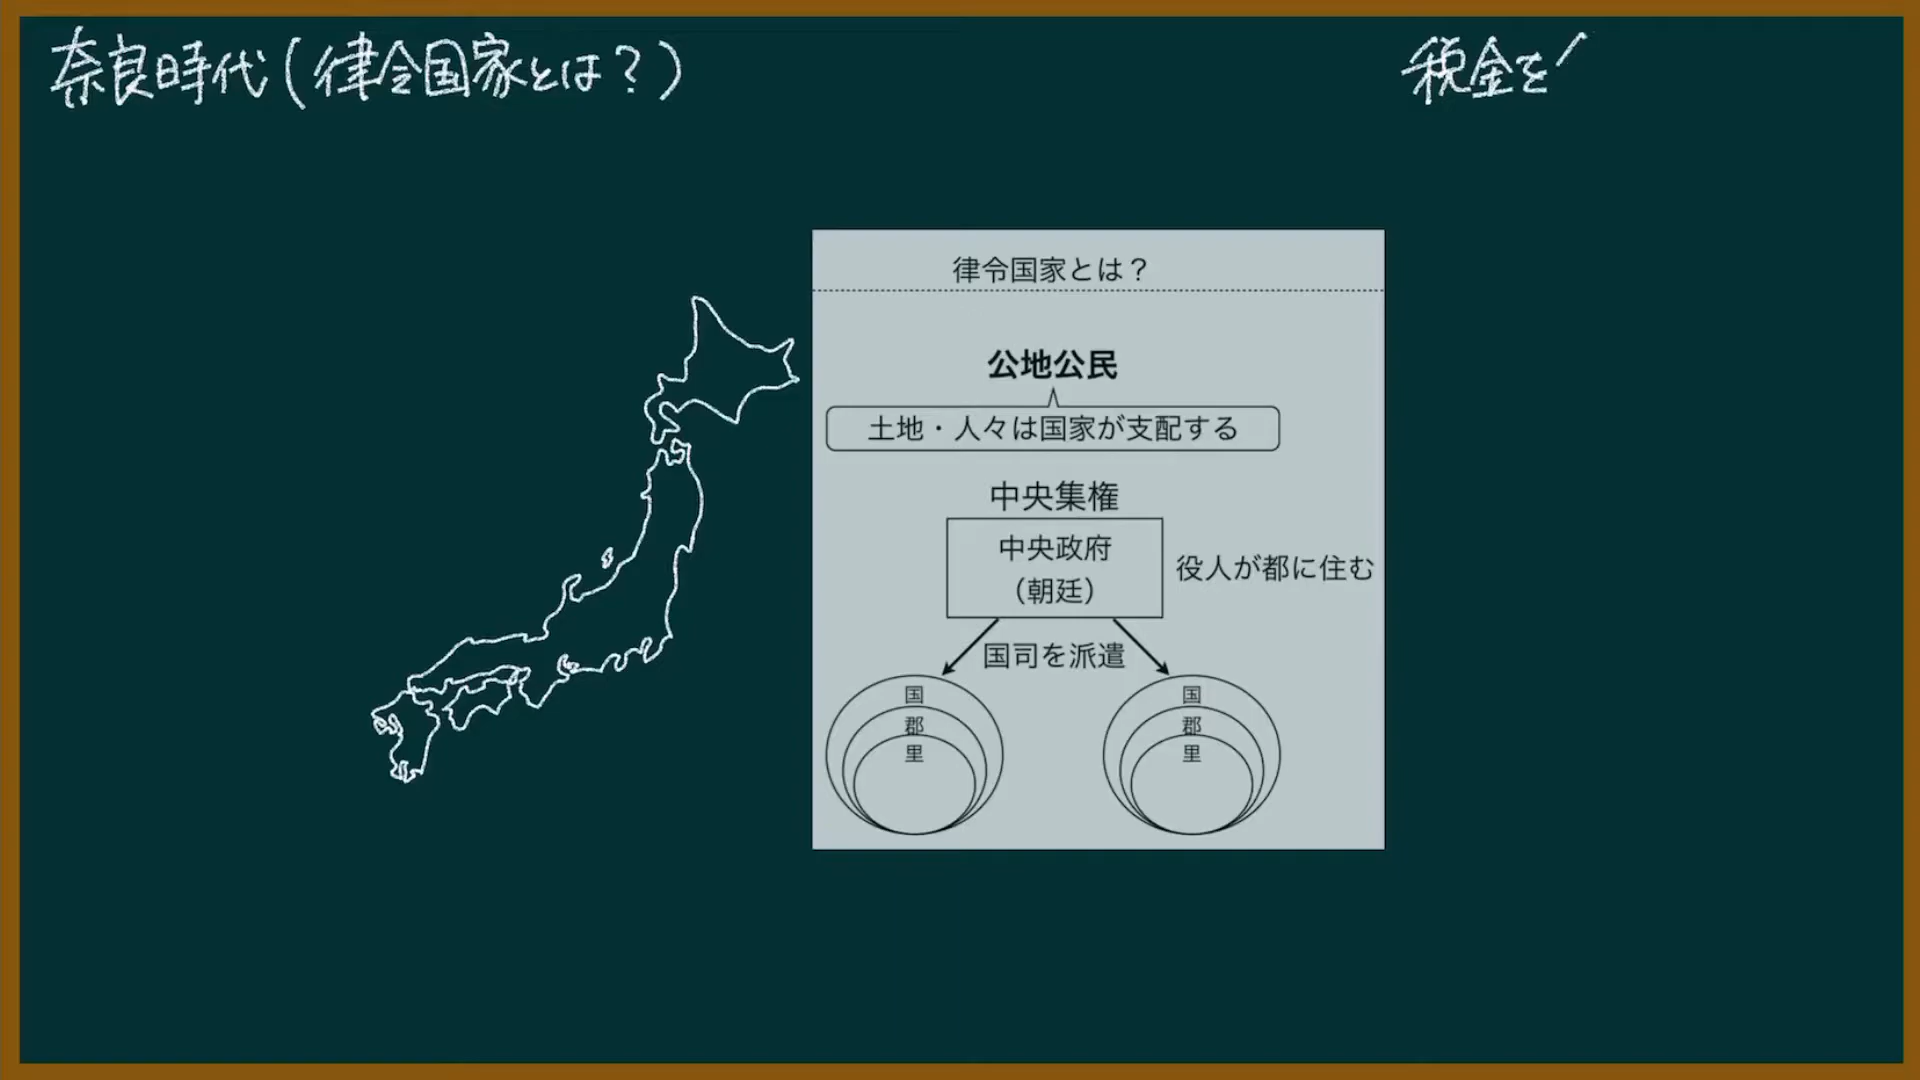 奈良時代(律令国家とは?)
税金を
律令国家とは?
公地公民
土地・人々は国家が支配する
中央集権
中央政府
(朝廷)
役人が都に住む
国司を派遣
国
郡
里
国
郡
里